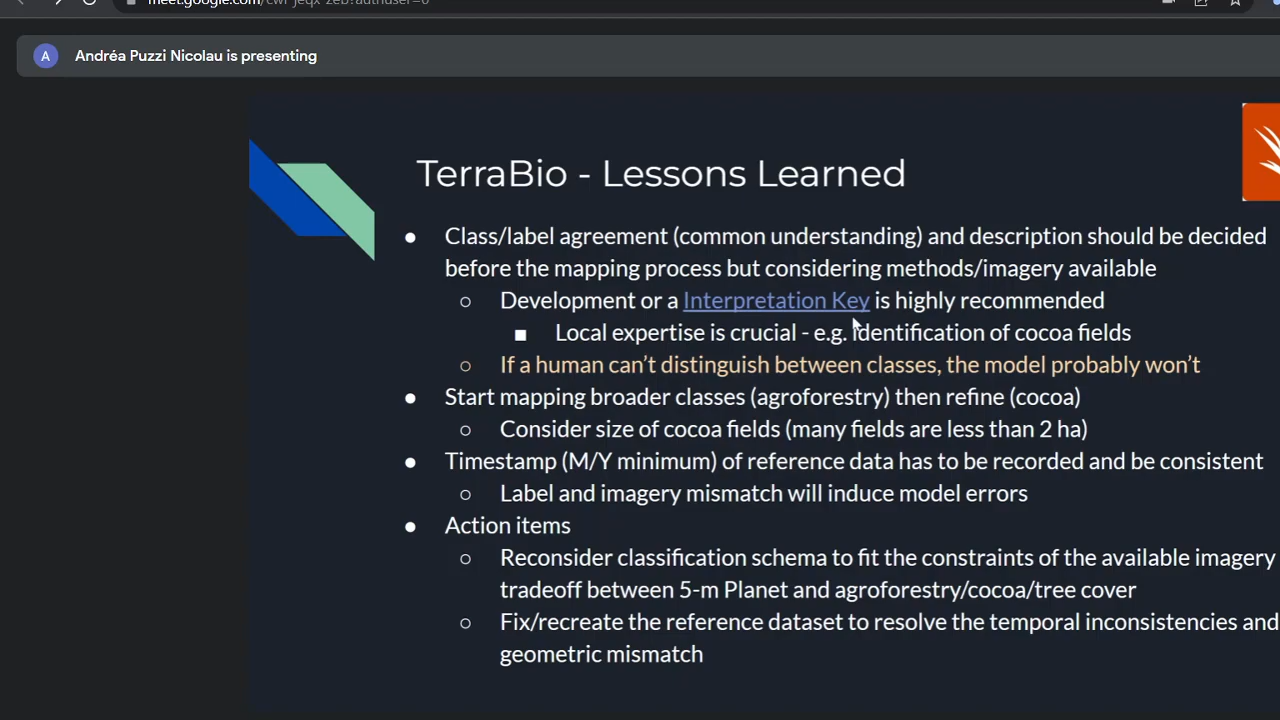 A Andréa Puzzi Nicolau is presenting
TerraBio - Lessons Learned
● Class/label agreement (common understanding) and description should be decided
before the mapping process but considering methods/imagery available
○ Development or a Interpretation Key is highly recommended
■ Local expertise is crucial - e.g. identification of cocoa fields
○ If a human can’t distinguish between classes, the model probably won’t
● Start mapping broader classes (agroforestry) then refine (cocoa)
○ Consider size of cocoa fields (many fields are less than 2 ha)
● Timestamp (M/Y minimum) of reference data has to be recorded and be consistent
○ Label and imagery mismatch will induce model errors
● Action items
○ Reconsider classification schema to fit the constraints of the available imagery
tradeoff between 5-m Planet and agroforestry/cocoa/tree cover
○ Fix/recreate the reference dataset to resolve the temporal inconsistencies and
geometric mismatch